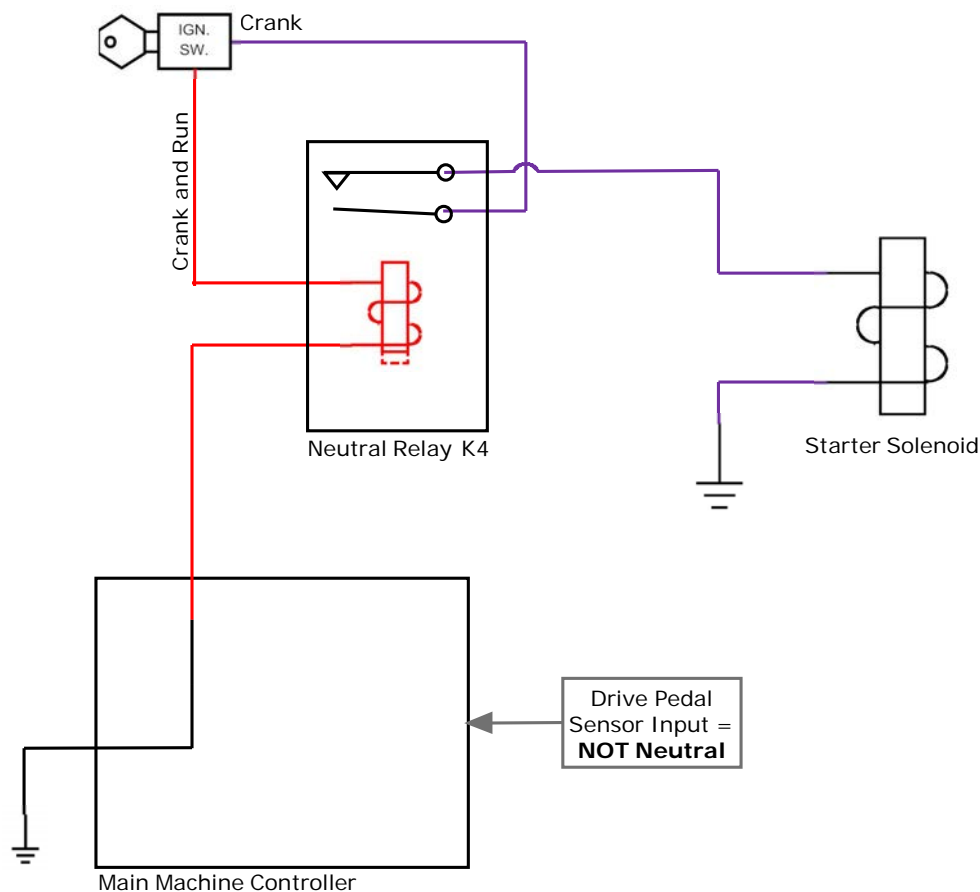 IGN.
SW.
Crank
Crank and Run
Neutral Relay K4
Starter Solenoid
Drive Pedal
Sensor Input =
NOT Neutral
Main Machine Controller